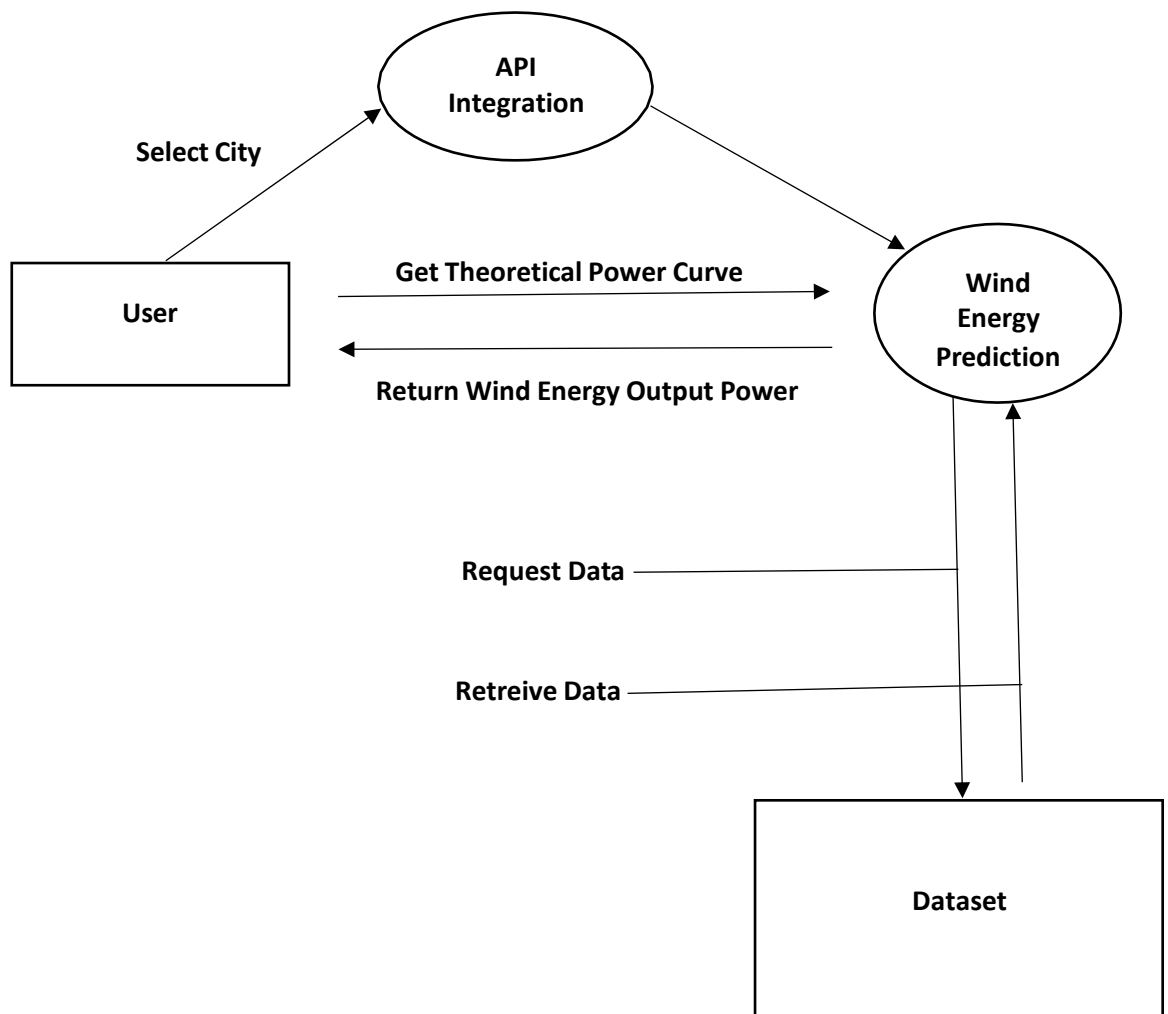 API
Integration
Select City
Get Theoretical Power Curve
User
Wind
Energy
Prediction
Return Wind Energy Output Power
Request Data
Retreive Data
Dataset